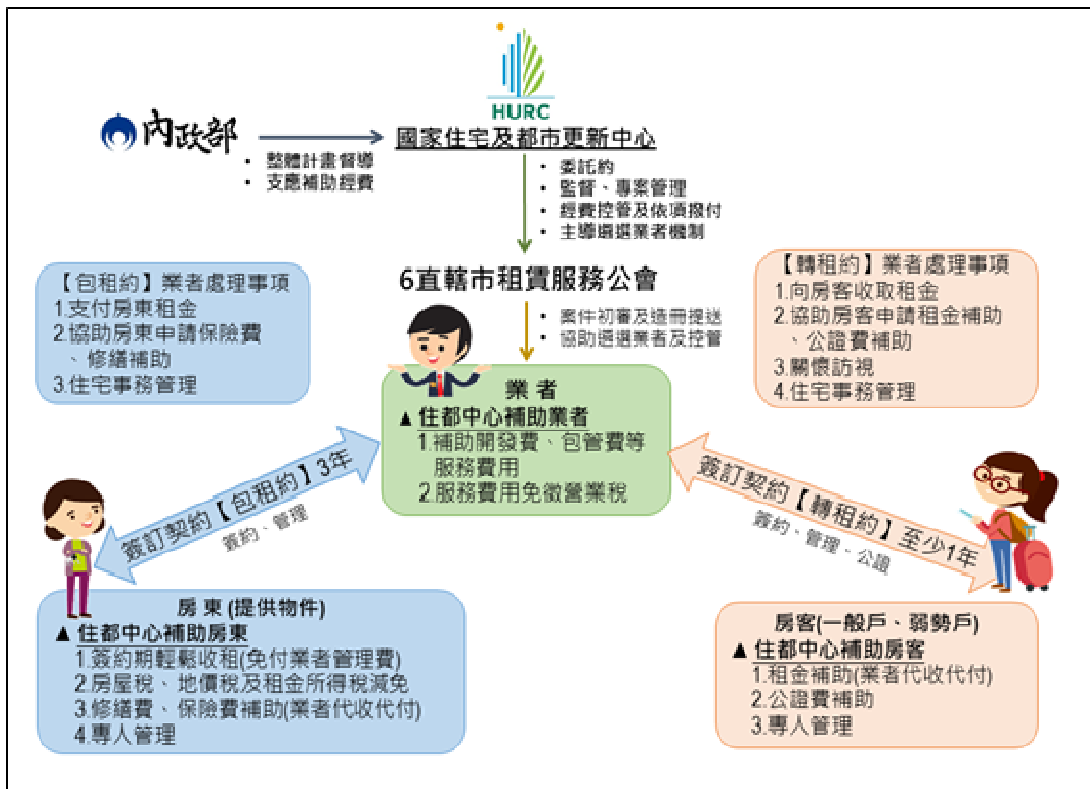 HURC
內政部
國家住宅及都市更新中心
• 整體計畫督導
• 支應補助經費
• 委託約
• 監督、專案管理
• 經費控管及依項撥付
• 主導遴選業者機制
6直轄市租賃服務公會
• 案件初審及造冊提送
• 協助遴選業者及控管
【包租約】業者處理事項
1.支付房東租金
2.協助房東申請保險費
、修繕補助
3.住宅事務管理
【轉租約】業者處理事項
1.向房客收取租金
2.協助房客申請租金補助
、公證費補助
3.關懷訪視
4.住宅事務管理
業者
▲住都中心補助業者
1.補助開發費、包管費等
服務費用
2.服務費用免徵營業稅
簽訂契約【包租約】3年
簽約、管理
簽訂契約【轉租約】至少1年
簽約、管理、公證
房東(提供物件)
▲住都中心補助房東
1.簽約期輕鬆收租(免付業者管理費)
2.房屋稅、地價稅及租金所得稅減免
3.修繕費、保險費補助(業者代收代付)
4.專人管理
房客(一般戶、弱勢戶)
▲住都中心補助房客
1.租金補助(業者代收代付)
2.公證費補助
3.專人管理